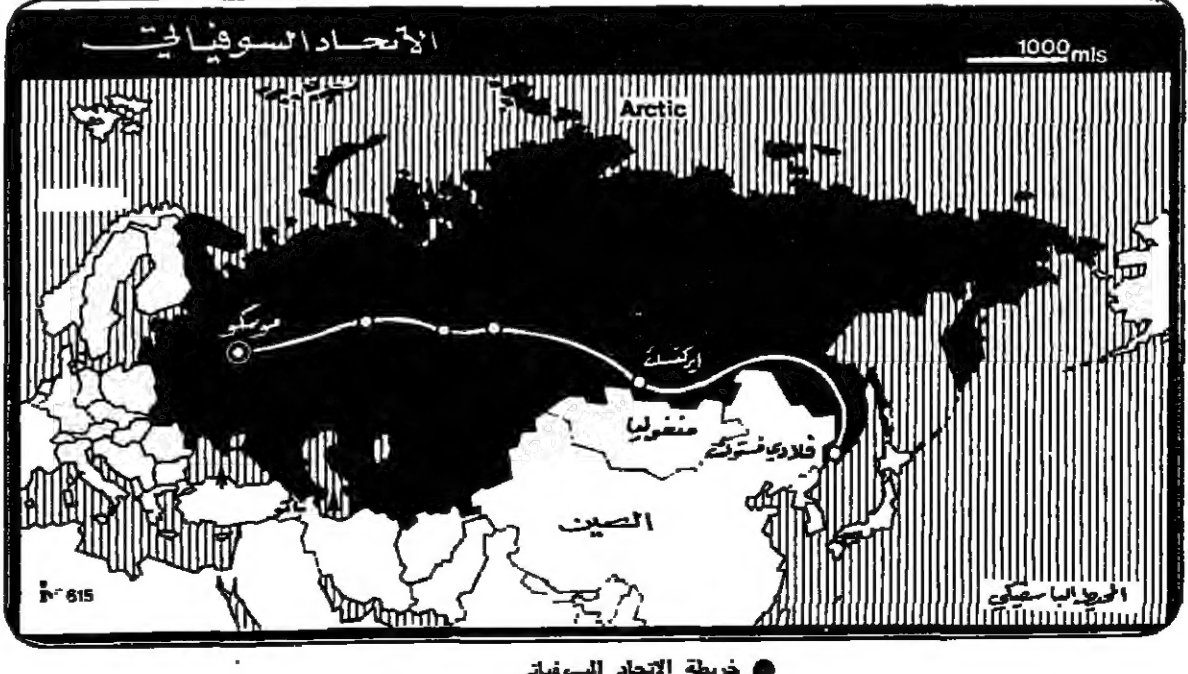 الاتحاد السوفياتي
1000 mls
Arctic
موسكو
ايركتسك
منغوليا
فلاديفستوك
الصين
615
المحيط الباسيفيكي
● خريطة الاتحاد السوفياتي